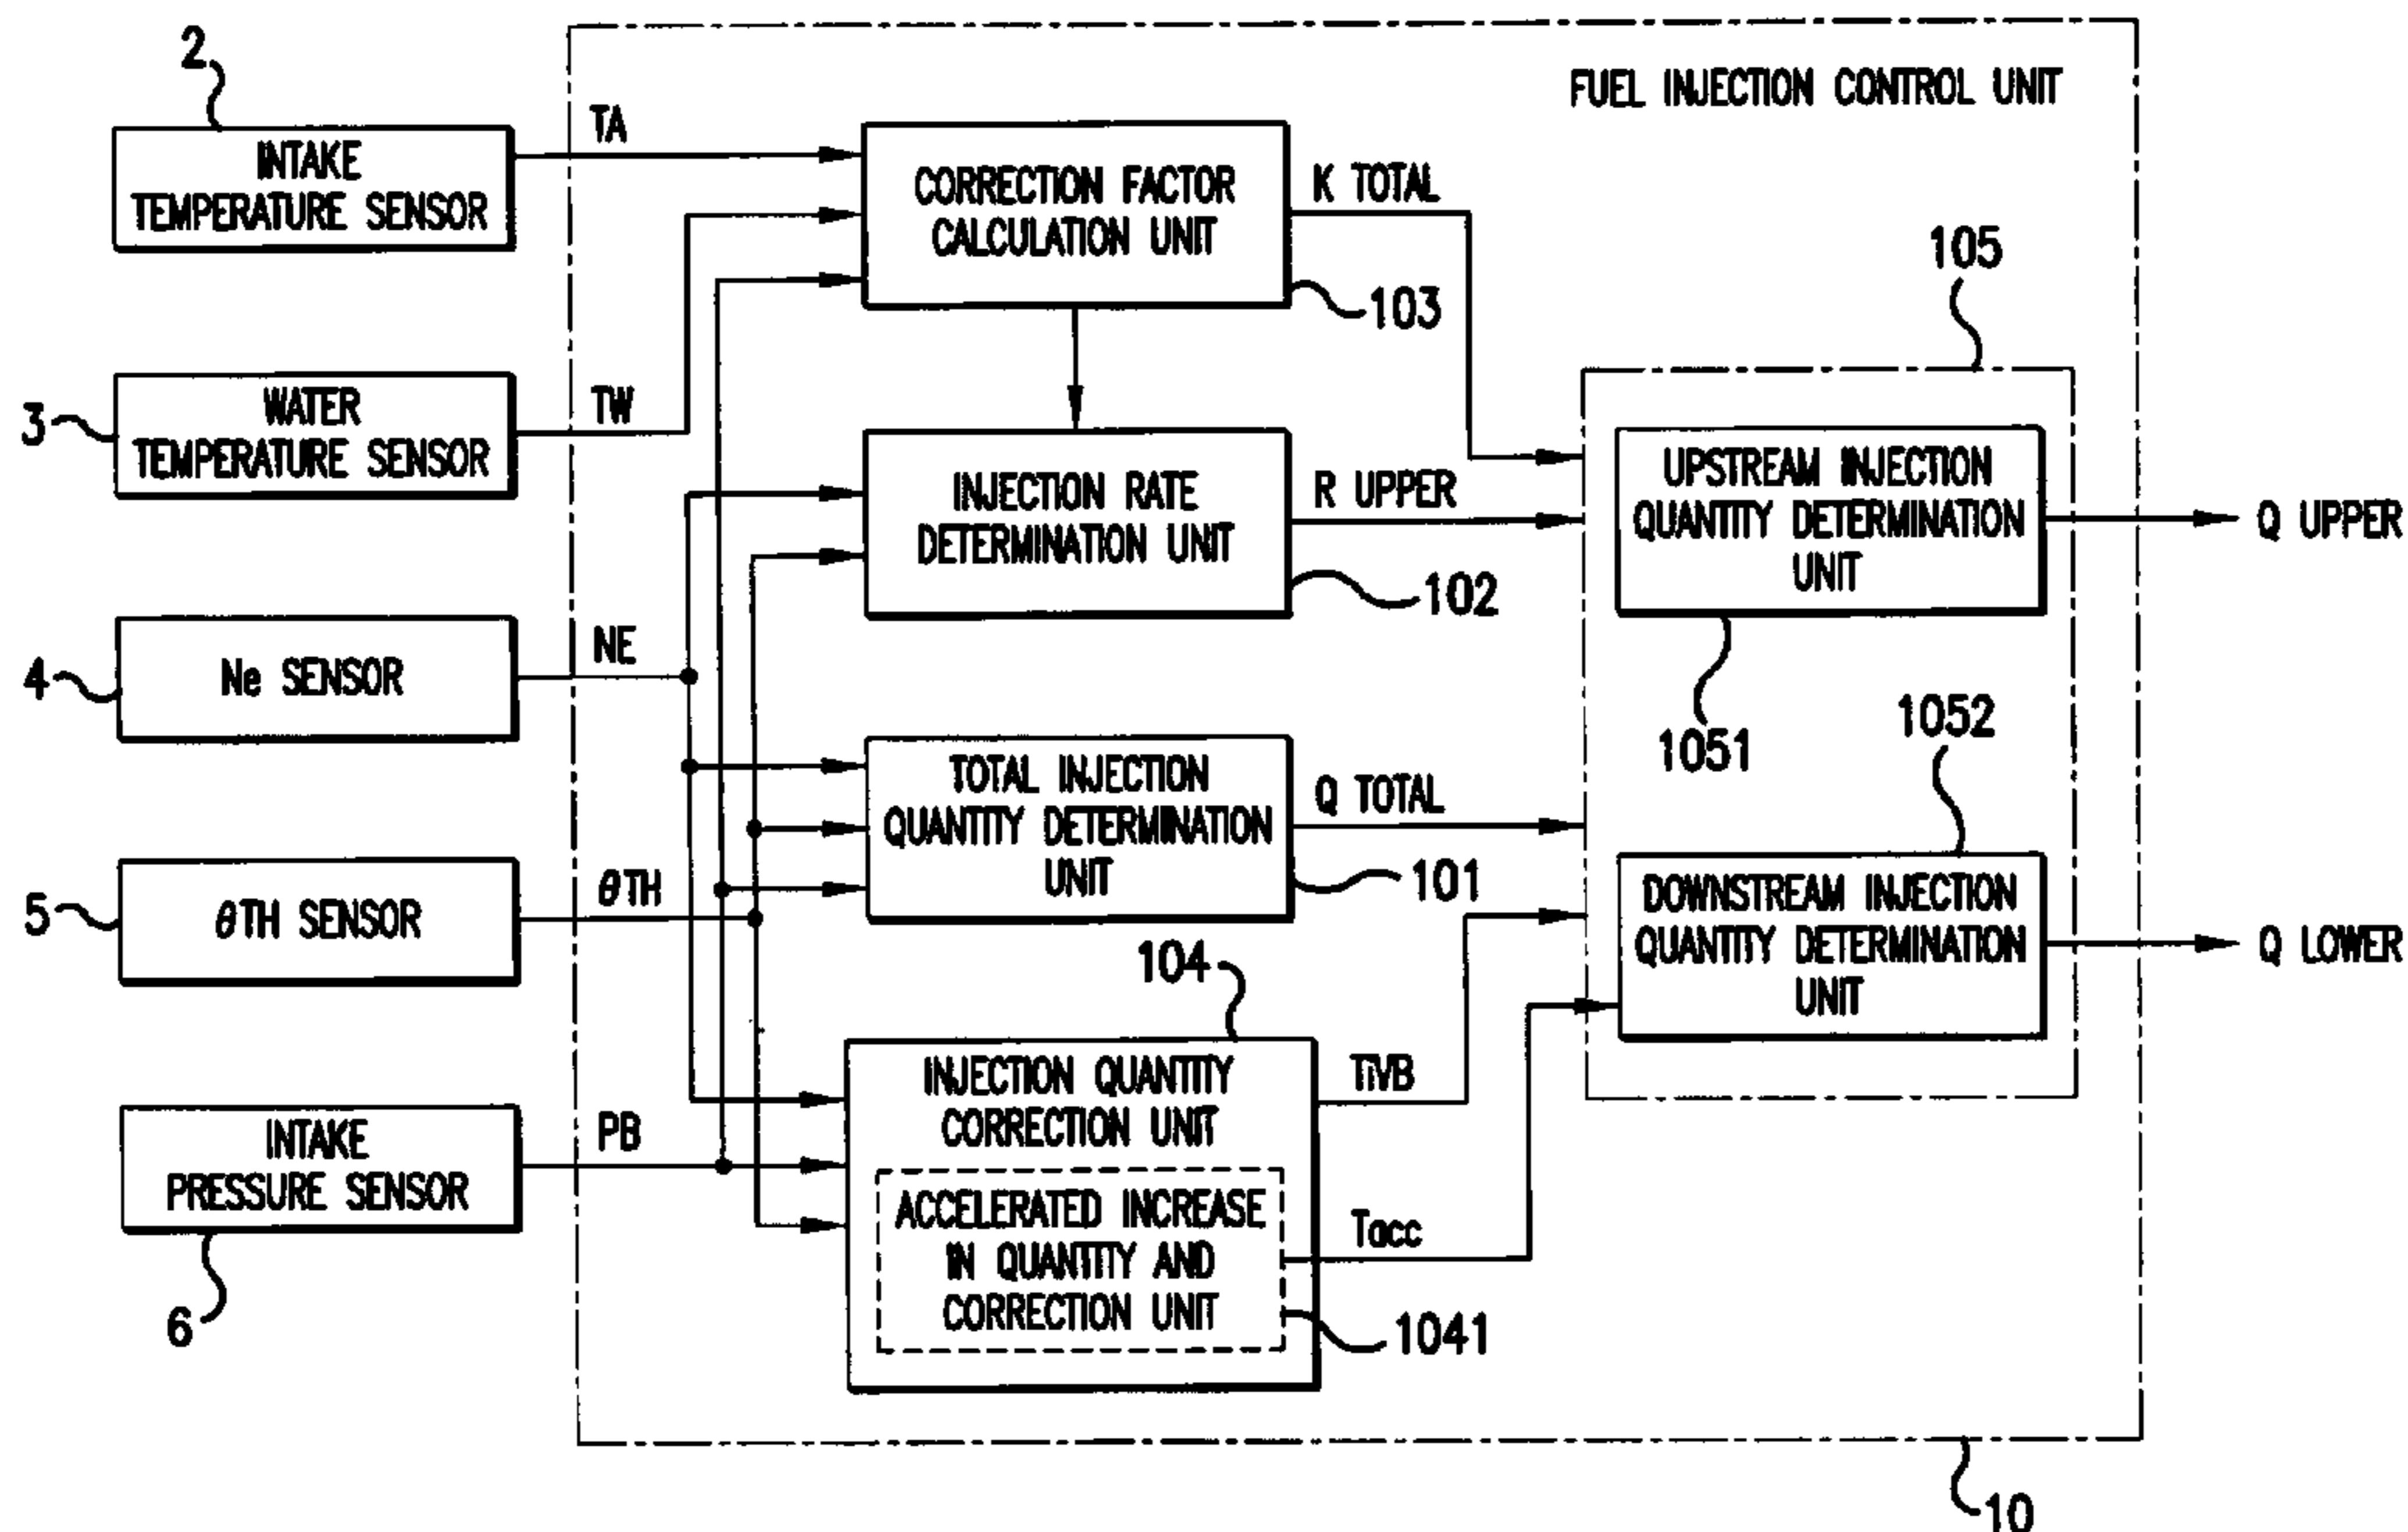 2
FUEL INJECTION CONTROL UNIT
TA
INTAKE
TEMPERATURE SENSOR
CORRECTION FACTOR
CALCULATION UNIT
K TOTAL
103
105
3
WATER
TEMPERATURE SENSOR
TW
INJECTION RATE
DETERMINATION UNIT
R UPPER
102
UPSTREAM INJECTION
QUANTITY DETERMINATION
UNIT
Q UPPER
1051
4
Ne SENSOR
NE
TOTAL INJECTION
QUANTITY DETERMINATION
UNIT
Q TOTAL
101
1052
5
θTH SENSOR
θTH
DOWNSTREAM INJECTION
QUANTITY DETERMINATION
UNIT
Q LOWER
104
INTAKE
PRESSURE SENSOR
PB
6
INJECTION QUANTITY
CORRECTION UNIT
TiVB
ACCELERATED INCREASE
IN QUANTITY AND
CORRECTION UNIT
Tacc
1041
10